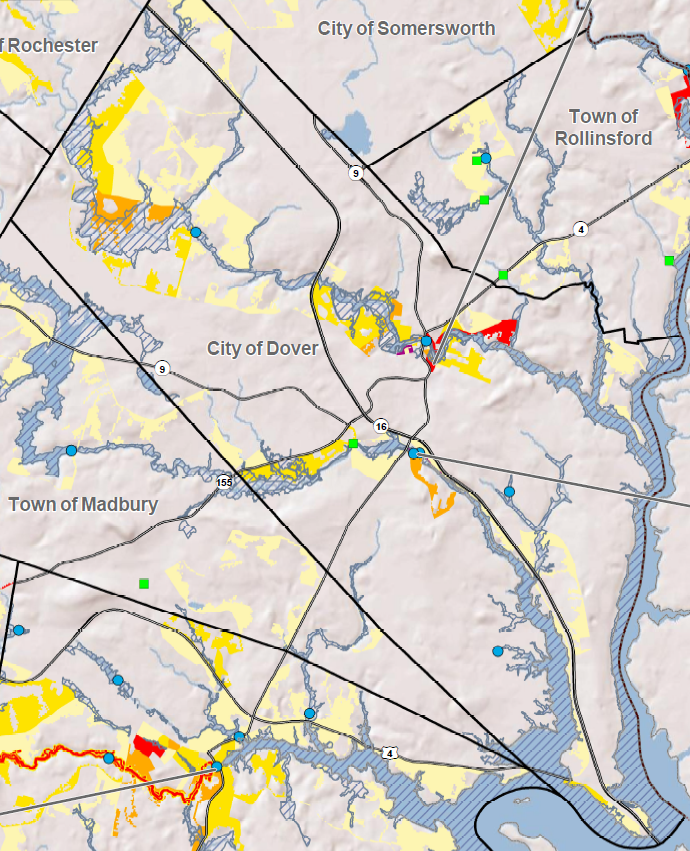 City of Somersworth
f Rochester
Town of
Rollinsford
9
4
City of Dover
9
16
155
Town of Madbury
4